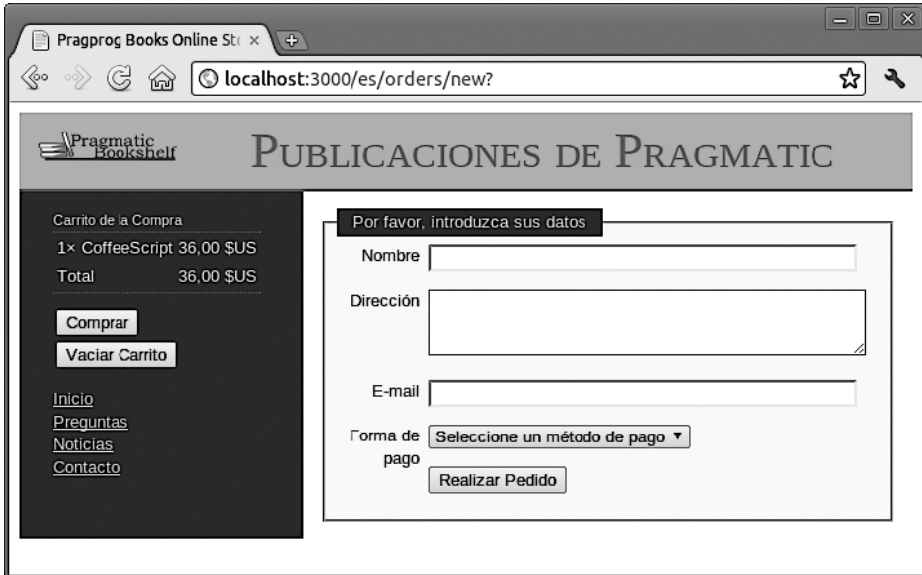 Pragprog Books Online Sto
localhost:3000/es/orders/new?
Pragmatic
Bookshelf
PUBLICACIONES DE PRAGMATIC
Carrito de la Compra
1× CoffeeScript 36,00 $US
Total 36,00 $US
Comprar
Vaciar Carrito
Inicio
Preguntas
Noticias
Contacto
Por favor, introduzca sus datos
Nombre
Dirección
E-mail
Forma de
pago
Seleccione un método de pago
Realizar Pedido